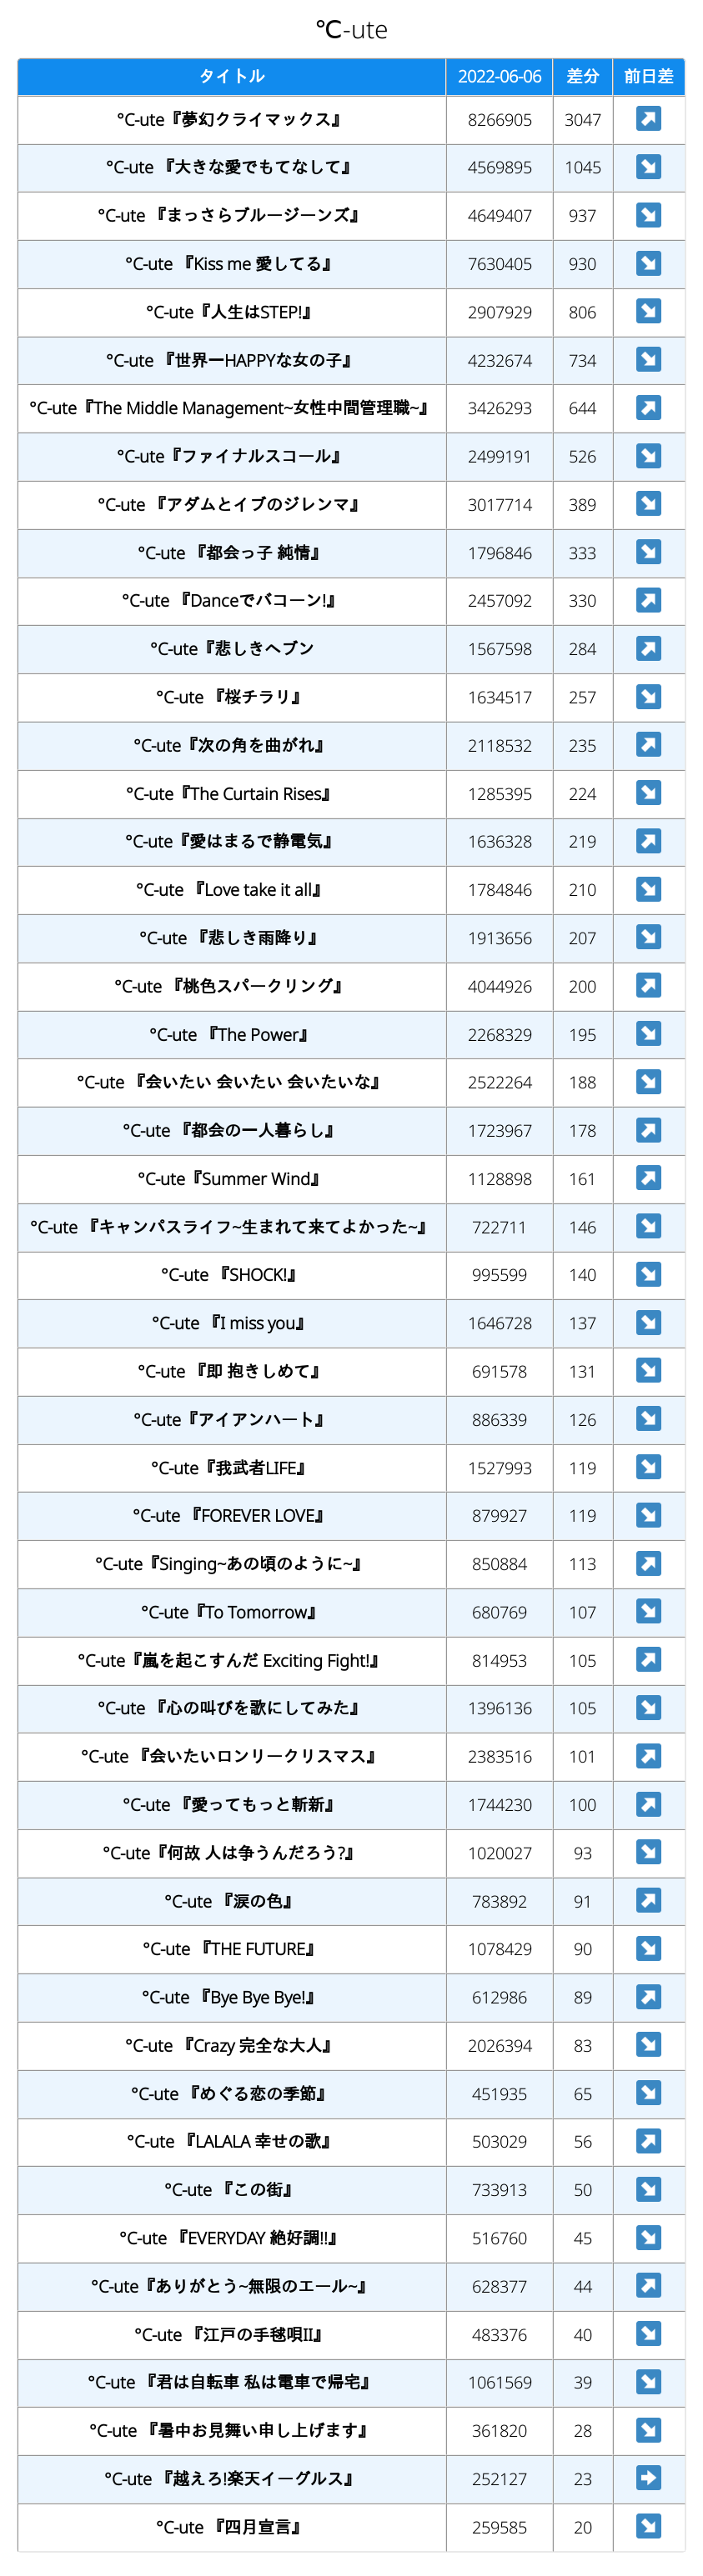 ℃-ute
タイトル 2022-06-06 差分 前日差
°C-ute『夢幻クライマックス』 8266905 3047 ↗
°C-ute 『大きな愛でもてなして』 4569895 1045 ↘
°C-ute 『まっさらブルージーンズ』 4649407 937 ↘
°C-ute 『Kiss me 愛してる』 7630405 930 ↘
°C-ute『人生はSTEP!』 2907929 806 ↘
°C-ute 『世界一HAPPYな女の子』 4232674 734 ↘
°C-ute『The Middle Management~女性中間管理職~』 3426293 644 ↗
°C-ute『ファイナルスコール』 2499191 526 ↘
°C-ute 『アダムとイブのジレンマ』 3017714 389 ↘
°C-ute 『都会っ子 純情』 1796846 333 ↘
°C-ute 『Danceでバコーン!』 2457092 330 ↗
°C-ute『悲しきヘブン 1567598 284 ↗
°C-ute 『桜チラリ』 1634517 257 ↘
°C-ute『次の角を曲がれ』 2118532 235 ↗
°C-ute『The Curtain Rises』 1285395 224 ↘
°C-ute『愛はまるで静電気』 1636328 219 ↗
°C-ute 『Love take it all』 1784846 210 ↘
°C-ute 『悲しき雨降り』 1913656 207 ↘
°C-ute 『桃色スパークリング』 4044926 200 ↗
°C-ute 『The Power』 2268329 195 ↘
°C-ute 『会いたい 会いたい 会いたいな』 2522264 188 ↘
°C-ute 『都会の一人暮らし』 1723967 178 ↗
°C-ute『Summer Wind』 1128898 161 ↗
°C-ute 『キャンパスライフ~生まれて来てよかった~』 722711 146 ↘
°C-ute 『SHOCK!』 995599 140 ↘
°C-ute 『I miss you』 1646728 137 ↘
°C-ute 『即 抱きしめて』 691578 131 ↘
°C-ute『アイアンハート』 886339 126 ↘
°C-ute『我武者LIFE』 1527993 119 ↘
°C-ute 『FOREVER LOVE』 879927 119 ↘
°C-ute『Singing~あの頃のように~』 850884 113 ↗
°C-ute『To Tomorrow』 680769 107 ↘
°C-ute『嵐を起こすんだ Exciting Fight!』 814953 105 ↗
°C-ute 『心の叫びを歌にしてみた』 1396136 105 ↘
°C-ute 『会いたいロンリークリスマス』 2383516 101 ↗
°C-ute 『愛ってもっと斬新』 1744230 100 ↗
°C-ute『何故 人は争うんだろう?』 1020027 93 ↘
°C-ute 『涙の色』 783892 91 ↗
°C-ute 『THE FUTURE』 1078429 90 ↘
°C-ute 『Bye Bye Bye!』 612986 89 ↗
°C-ute 『Crazy 完全な大人』 2026394 83 ↘
°C-ute 『めぐる恋の季節』 451935 65 ↘
°C-ute 『LALALA 幸せの歌』 503029 56 ↗
°C-ute 『この街』 733913 50 ↘
°C-ute 『EVERYDAY 絶好調!!』 516760 45 ↘
°C-ute『ありがとう~無限のエール~』 628377 44 ↗
°C-ute 『江戸の手毬唄II』 483376 40 ↘
°C-ute 『君は自転車 私は電車で帰宅』 1061569 39 ↘
°C-ute 『暑中お見舞い申し上げます』 361820 28 ↘
°C-ute 『越えろ!楽天イーグルス』 252127 23 ➡
°C-ute 『四月宣言』 259585 20 ↘